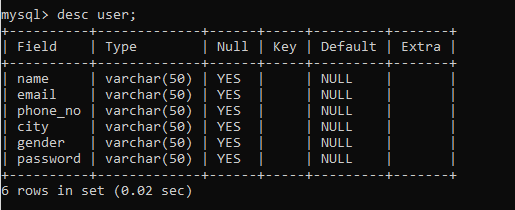 mysql> desc user;
+----------+-------------+------+-----+---------+-------+
| Field    | Type        | Null | Key | Default | Extra |
+----------+-------------+------+-----+---------+-------+
| name     | varchar(50) | YES  |     | NULL    |       |
| email    | varchar(50) | YES  |     | NULL    |       |
| phone_no | varchar(50) | YES  |     | NULL    |       |
| city     | varchar(50) | YES  |     | NULL    |       |
| gender   | varchar(50) | YES  |     | NULL    |       |
| password | varchar(50) | YES  |     | NULL    |       |
+----------+-------------+------+-----+---------+-------+
6 rows in set (0.02 sec)